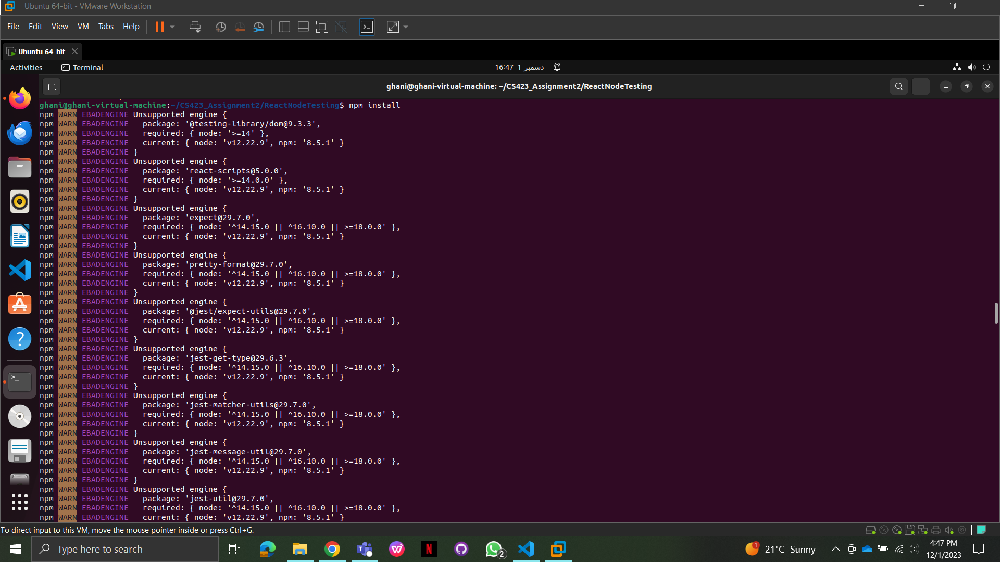 Ubuntu 64-bit - VMware Workstation
File Edit View VM Tabs Help
Ubuntu 64-bit
Activities Terminal 16:47 1 دسمبر
ghani@ghani-virtual-machine: ~/CS423_Assignment2/ReactNodeTesting
ghani@ghani-virtual-machine:~/CS423_Assignment2/ReactNodeTesting$ npm install
npm WARN EBADENGINE Unsupported engine {
npm WARN EBADENGINE   package: '@testing-library/dom@9.3.3',
npm WARN EBADENGINE   required: { node: '>=14' },
npm WARN EBADENGINE   current: { node: 'v12.22.9', npm: '8.5.1' }
npm WARN EBADENGINE }
npm WARN EBADENGINE Unsupported engine {
npm WARN EBADENGINE   package: 'react-scripts@5.0.0',
npm WARN EBADENGINE   required: { node: '>=14.0.0' },
npm WARN EBADENGINE   current: { node: 'v12.22.9', npm: '8.5.1' }
npm WARN EBADENGINE }
npm WARN EBADENGINE Unsupported engine {
npm WARN EBADENGINE   package: 'expect@29.7.0',
npm WARN EBADENGINE   required: { node: '^14.15.0 || ^16.10.0 || >=18.0.0' },
npm WARN EBADENGINE   current: { node: 'v12.22.9', npm: '8.5.1' }
npm WARN EBADENGINE }
npm WARN EBADENGINE Unsupported engine {
npm WARN EBADENGINE   package: 'pretty-format@29.7.0',
npm WARN EBADENGINE   required: { node: '^14.15.0 || ^16.10.0 || >=18.0.0' },
npm WARN EBADENGINE   current: { node: 'v12.22.9', npm: '8.5.1' }
npm WARN EBADENGINE }
npm WARN EBADENGINE Unsupported engine {
npm WARN EBADENGINE   package: '@jest/expect-utils@29.7.0',
npm WARN EBADENGINE   required: { node: '^14.15.0 || ^16.10.0 || >=18.0.0' },
npm WARN EBADENGINE   current: { node: 'v12.22.9', npm: '8.5.1' }
npm WARN EBADENGINE }
npm WARN EBADENGINE Unsupported engine {
npm WARN EBADENGINE   package: 'jest-get-type@29.6.3',
npm WARN EBADENGINE   required: { node: '^14.15.0 || ^16.10.0 || >=18.0.0' },
npm WARN EBADENGINE   current: { node: 'v12.22.9', npm: '8.5.1' }
npm WARN EBADENGINE }
npm WARN EBADENGINE Unsupported engine {
npm WARN EBADENGINE   package: 'jest-matcher-utils@29.7.0',
npm WARN EBADENGINE   required: { node: '^14.15.0 || ^16.10.0 || >=18.0.0' },
npm WARN EBADENGINE   current: { node: 'v12.22.9', npm: '8.5.1' }
npm WARN EBADENGINE }
npm WARN EBADENGINE Unsupported engine {
npm WARN EBADENGINE   package: 'jest-message-util@29.7.0',
npm WARN EBADENGINE   required: { node: '^14.15.0 || ^16.10.0 || >=18.0.0' },
npm WARN EBADENGINE   current: { node: 'v12.22.9', npm: '8.5.1' }
npm WARN EBADENGINE }
npm WARN EBADENGINE Unsupported engine {
npm WARN EBADENGINE   package: 'jest-util@29.7.0',
npm WARN EBADENGINE   required: { node: '^14.15.0 || ^16.10.0 || >=18.0.0' },
npm WARN EBADENGINE   current: { node: 'v12.22.9', npm: '8.5.1' }
To direct input to this VM, move the mouse pointer inside or press Ctrl+G.
Type here to search
N
2
1
21°C Sunny
4:47 PM
12/1/2023